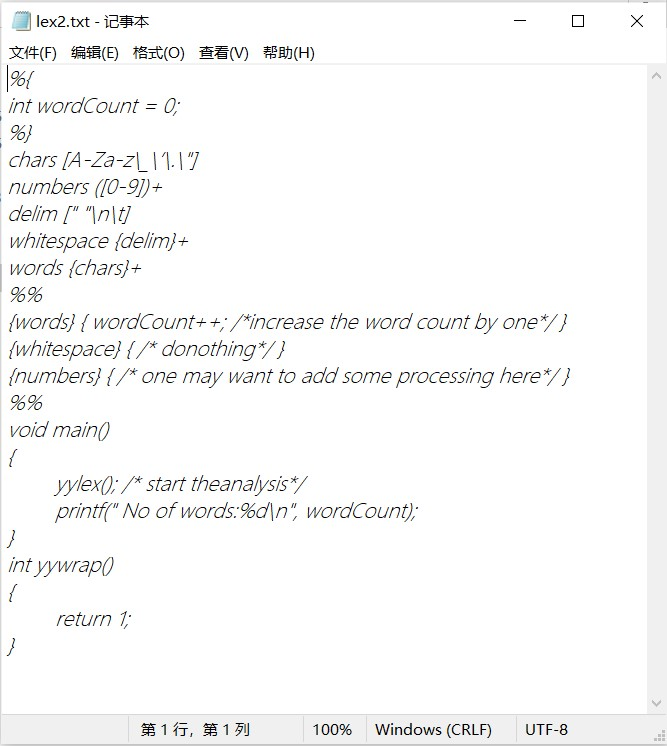 lex2.txt - 记事本
文件(F) 编辑(E) 格式(O) 查看(V) 帮助(H)
%{
int wordCount = 0;
%}
chars [A-Za-z\_\'\.\"]
numbers ([0-9])+
delim [" "\n\t]
whitespace {delim}+
words {chars}+
%%
{words} { wordCount++; /*increase the word count by one*/ }
{whitespace} { /* donothing*/ }
{numbers} { /* one may want to add some processing here*/ }
%%
void main()
{
yylex(); /* start theanalysis*/
printf(" No of words:%d\n", wordCount);
}
int yywrap()
{
return 1;
}
第 1 行，第 1 列 100% Windows (CRLF) UTF-8